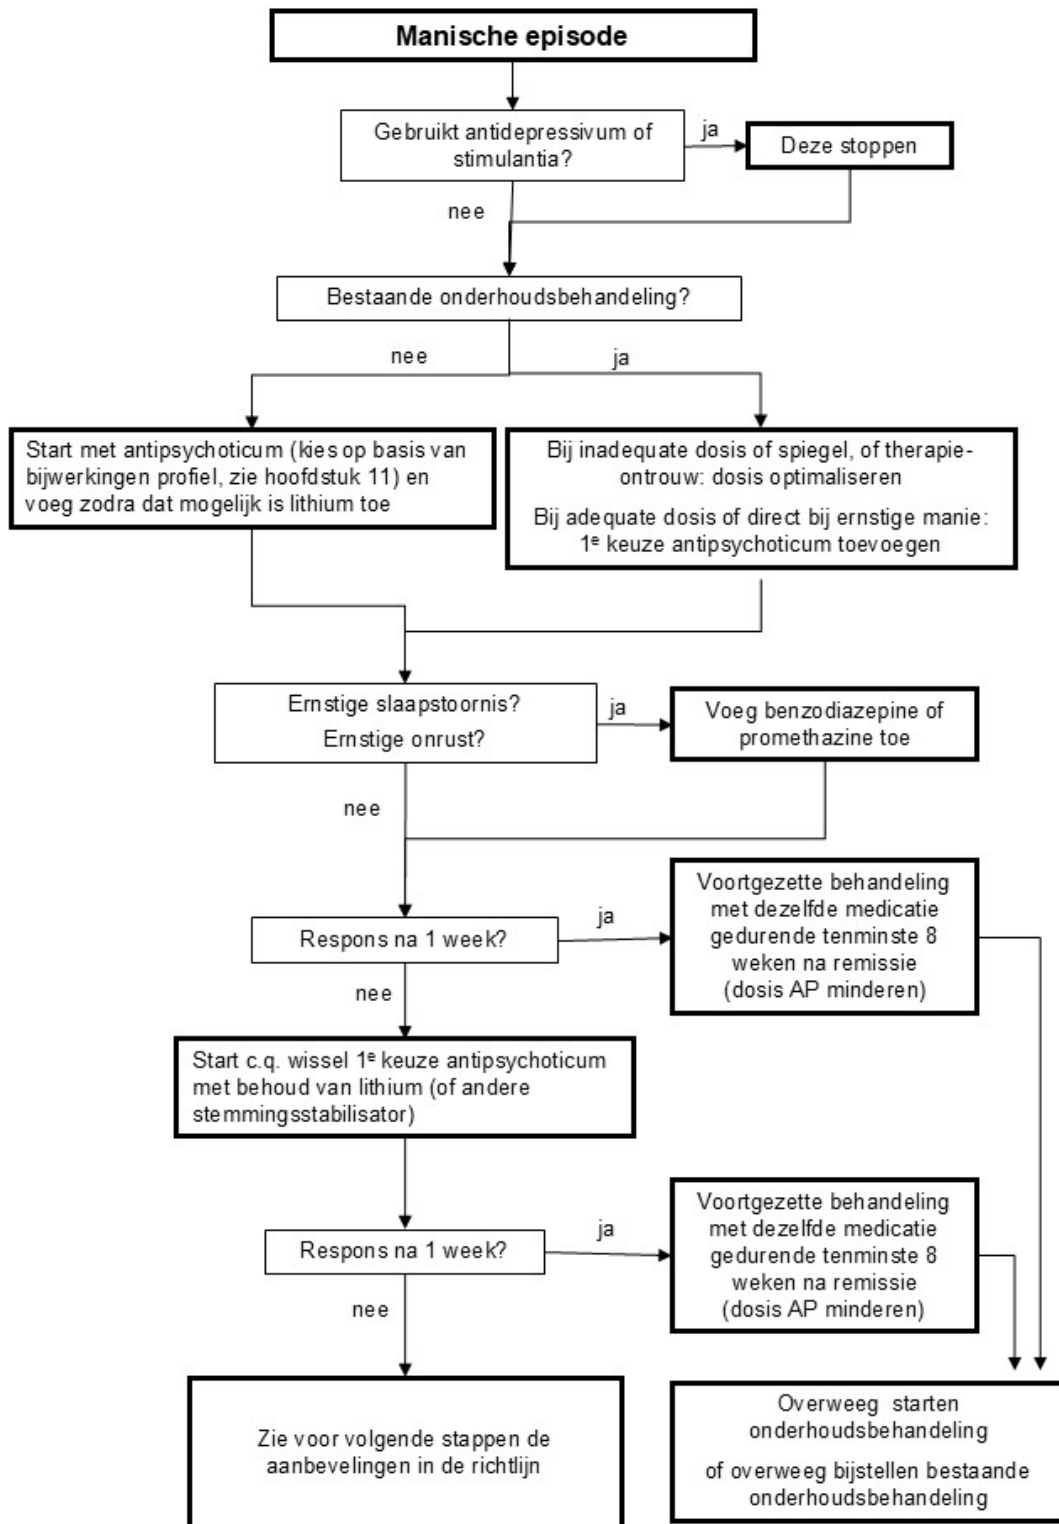 Manische episode
Gebruikt antidepressivum of
stimulantia?
ja
Deze stoppen
nee
Bestaande onderhoudsbehandeling?
nee
ja
Start met antipsychoticum (kies op basis van
bijwerkingen profiel, zie hoofdstuk 11) en
voeg zodra dat mogelijk is lithium toe
Bij inadequate dosis of spiegel, of therapie-
ontrouw: dosis optimaliseren
Bij adequate dosis of direct bij ernstige manie:
1e keuze antipsychoticum toevoegen
Ernstige slaapstoornis?
Ernstige onrust?
ja
Voeg benzodiazepine of
promethazine toe
nee
Respons na 1 week?
ja
Voortgezette behandeling
met dezelfde medicatie
gedurende tenminste 8
weken na remissie
(dosis AP minderen)
nee
Start c.q. wissel 1e keuze antipsychoticum
met behoud van lithium (of andere
stemmingsstabilisator)
Respons na 1 week?
ja
Voortgezette behandeling
met dezelfde medicatie
gedurende tenminste 8
weken na remissie
(dosis AP minderen)
nee
Zie voor volgende stappen de
aanbevelingen in de richtlijn
Overweeg starten
onderhoudsbehandeling
of overweeg bijstellen bestaande
onderhoudsbehandeling